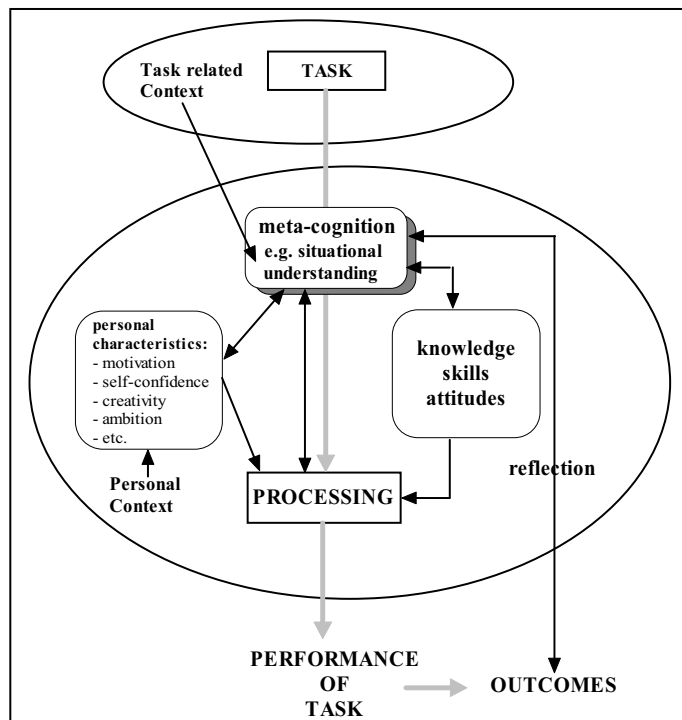 Task related
Context
TASK
meta-cognition
e.g. situational
understanding
personal
characteristics:
- motivation
- self-confidence
- creativity
- ambition
- etc.
knowledge
skills
attitudes
Personal
Context
PROCESSING
reflection
PERFORMANCE
OF
TASK
OUTCOMES